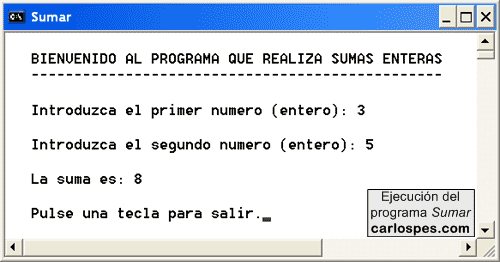 Sumar
BIENVENIDO AL PROGRAMA QUE REALIZA SUMAS ENTERAS
------------------------------------------------
Introduzca el primer numero (entero): 3
Introduzca el segundo numero (entero): 5
La suma es: 8
Pulse una tecla para salir._
Ejecución del
programa Sumar
carlospes.com